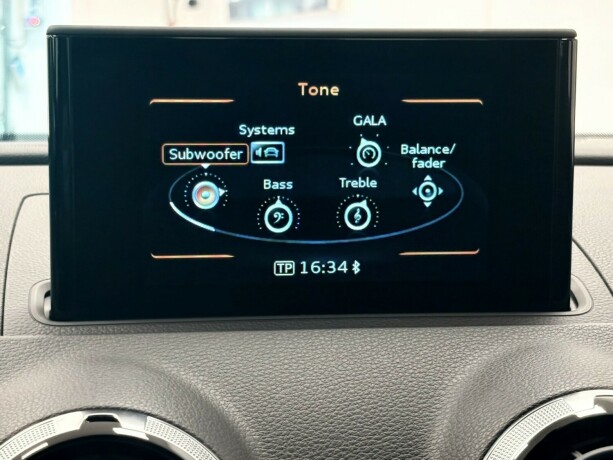 Tone
GALA
Systems
Balance/
fader
Subwoofer
Bass
Treble
TP 16:34